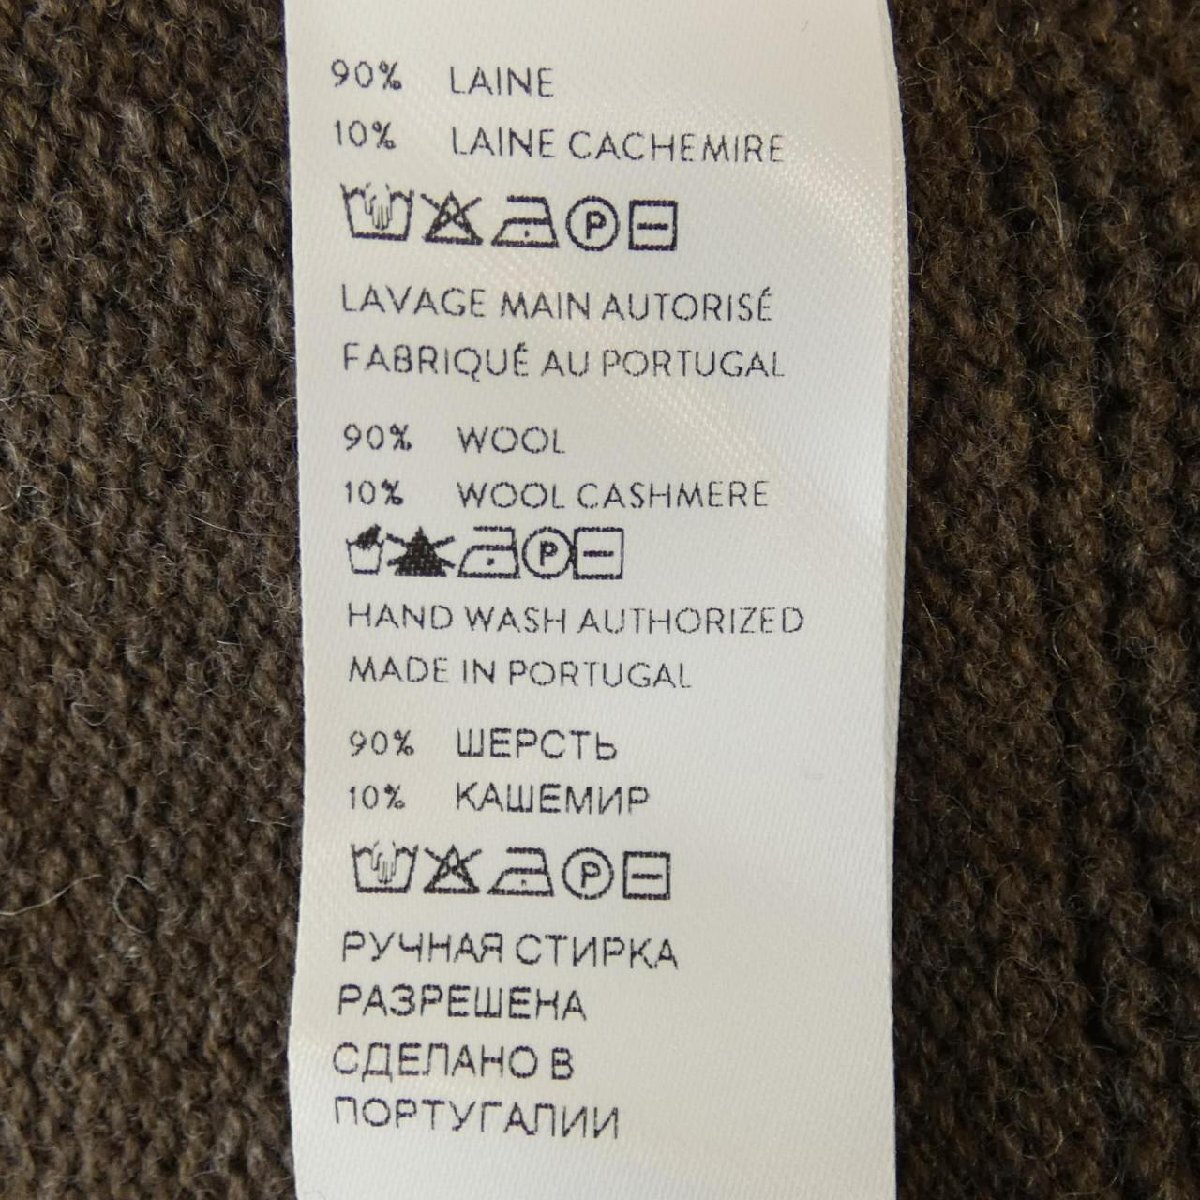 90% LAINE
10% LAINE CACHEMIRE
P
LAVAGE MAIN AUTORISÉ
FABRIQUÉ AU PORTUGAL
90% WOOL
10% WOOL CASHMERE
P
HAND WASH AUTHORIZED
MADE IN PORTUGAL
90% ШЕРСТЬ
10% КАШЕМИР
P
РУЧНАЯ СТИРКА
РАЗРЕШЕНА
СДЕЛАНО В
ПОРТУГАЛИИ